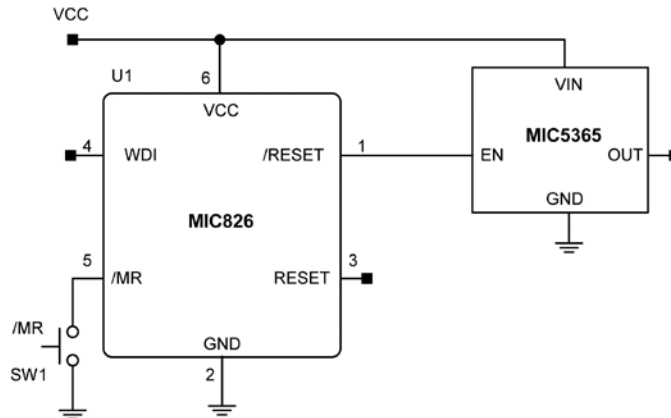 VCC
U1
6
VCC
VIN
MIC5365
4
WDI
/RESET
1
EN
OUT
GND
MIC826
5
/MR
RESET
3
/MR
SW1
GND
2